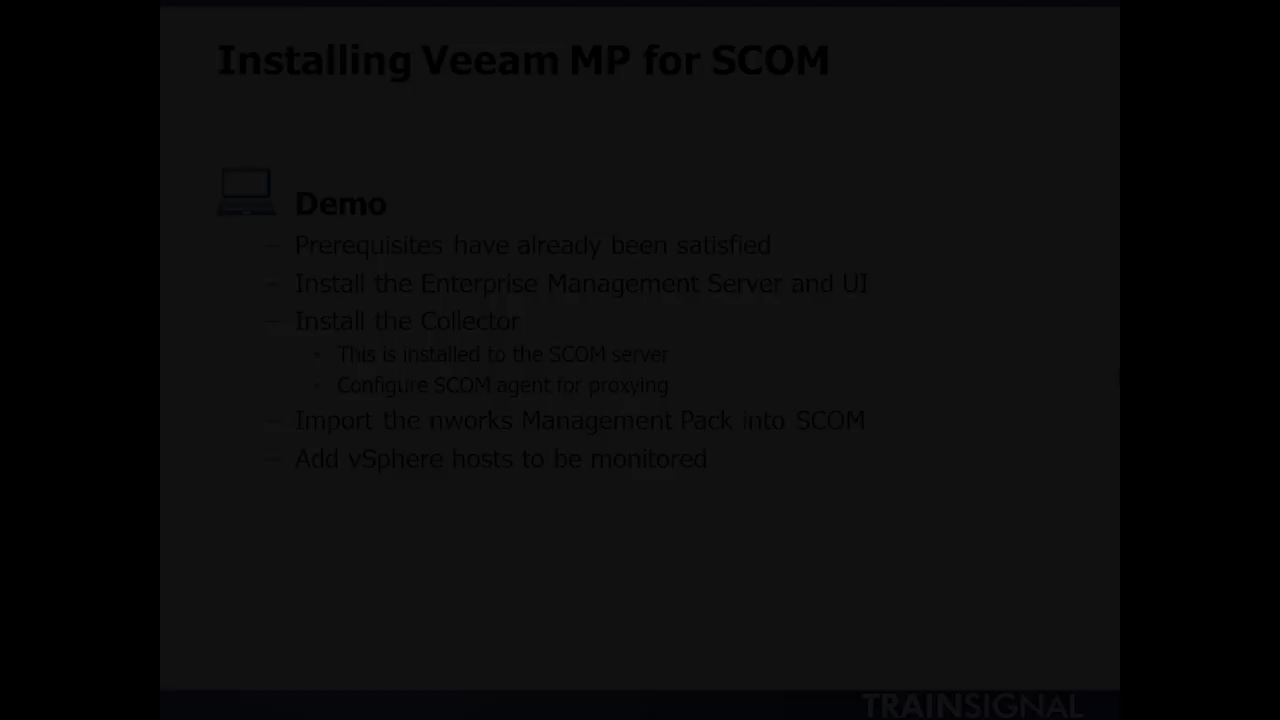 Installing Veeam MP for SCOM
Demo
– Prerequisites have already been satisfied
– Install the Enterprise Management Server and UI
– Install the Collector
• This is installed to the SCOM server
• Configure SCOM agent for proxying
– Import the nworks Management Pack into SCOM
– Add vSphere hosts to be monitored
TRAINSIGNAL